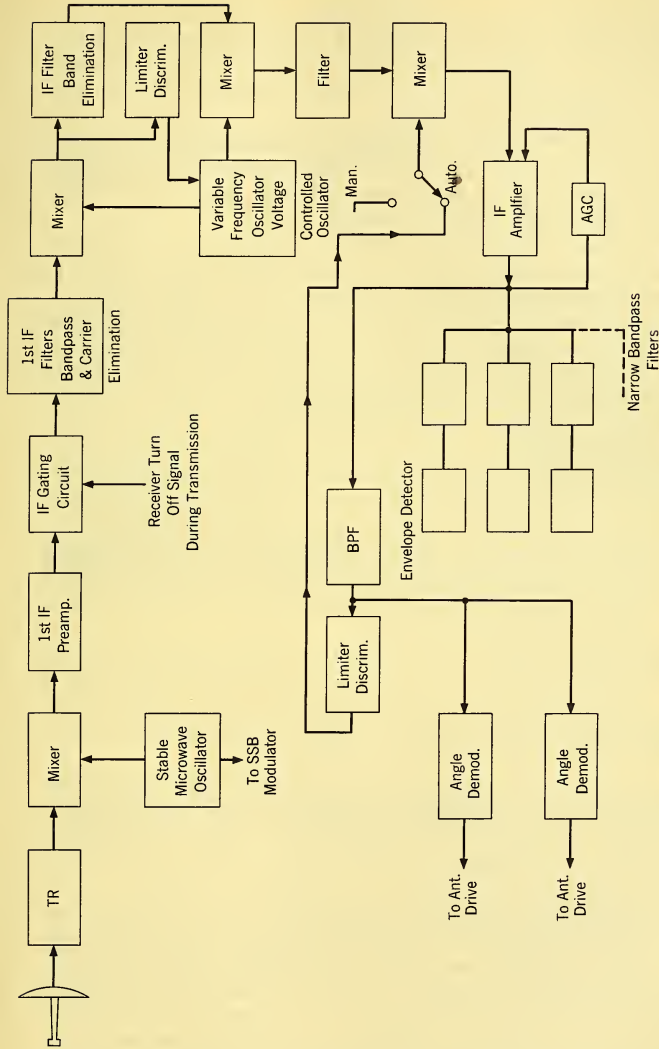 TR
Mixer
Stable
Microwave
Oscillator
To SSB
Modulator
1st IF
Preamp.
IF Gating
Circuit
Receiver Turn
Off Signal
During Transmission
1st IF
Filters
Bandpass
& Carrier
Elimination
Mixer
IF Filter
Band
Elimination
Limiter
Discrim.
Variable
Frequency
Oscillator
Voltage
Controlled
Oscillator
Mixer
Filter
Mixer
Man.
Auto.
IF
Amplfier
AGC
Narrow Bandpass
Filters
Envelope Detector
BPF
Limiter
Discrim.
Angle
Demod.
To Ant.
Drive
Angle
Demod.
To Ant.
Drive